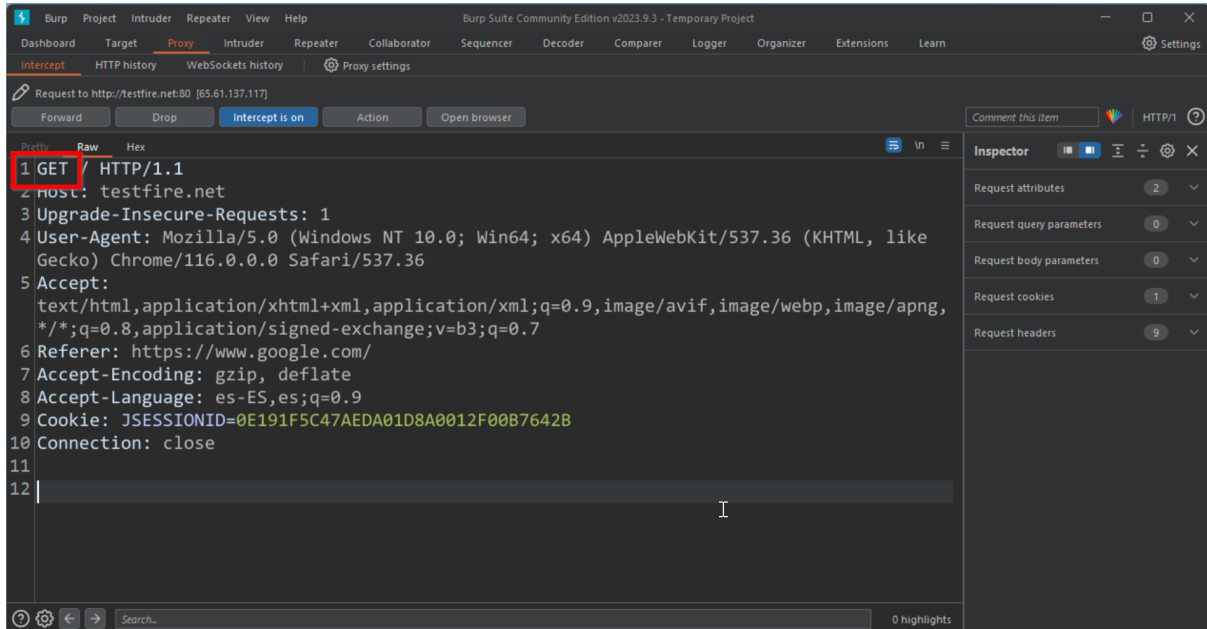 Burp Project Intruder Repeater View Help Burp Suite Community Edition v2023.9.3 - Temporary Project
Dashboard Target Proxy Intruder Repeater Collaborator Sequencer Decoder Comparer Logger Organizer Extensions Learn Settings
Intercept HTTP history WebSockets history Proxy settings
Request to http://testfire.net:80 [65.61.137.117]
Forward Drop Intercept is on Action Open browser Comment this item HTTP/1 ?
Pretty Raw Hex \n Inspector
1 GET / HTTP/1.1
2 Host: testfire.net
3 Upgrade-Insecure-Requests: 1
4 User-Agent: Mozilla/5.0 (Windows NT 10.0; Win64; x64) AppleWebKit/537.36 (KHTML, like
Gecko) Chrome/116.0.0.0 Safari/537.36
5 Accept:
text/html,application/xhtml+xml,application/xml;q=0.9,image/avif,image/webp,image/apng,
*/*;q=0.8,application/signed-exchange;v=b3;q=0.7
6 Referer: https://www.google.com/
7 Accept-Encoding: gzip, deflate
8 Accept-Language: es-ES,es;q=0.9
9 Cookie: JSESSIONID=0E191F5C47AEDA01D8A0012F00B7642B
10 Connection: close
11
12
Request attributes 2
Request query parameters 0
Request body parameters 0
Request cookies 1
Request headers 9
? Search... 0 highlights